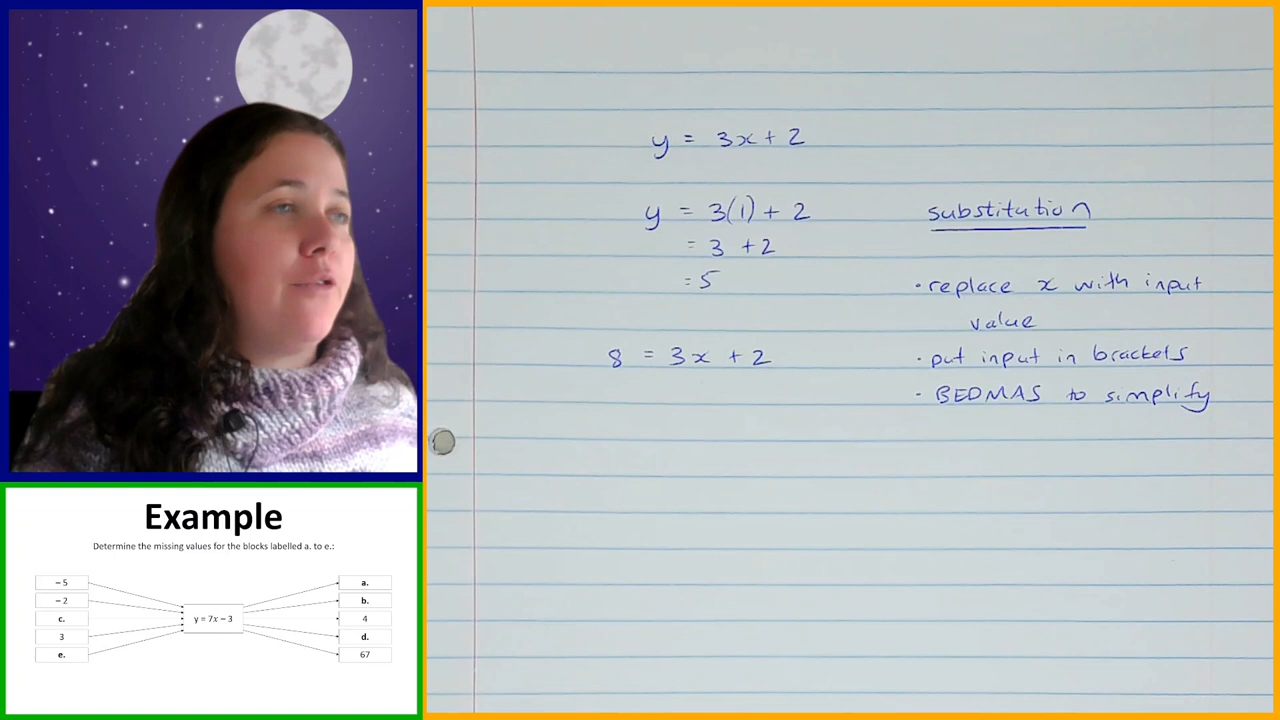 y = 3x + 2
y = 3(1) + 2
= 3 + 2
= 5
8 = 3x + 2
substitution
· replace x with input
value
· put input in brackets
· BEDMAS to simplify
Example
Determine the missing values for the blocks labelled a. to e.:
– 5
– 2
c.
3
e.
y = 7x – 3
a.
b.
4
d.
67